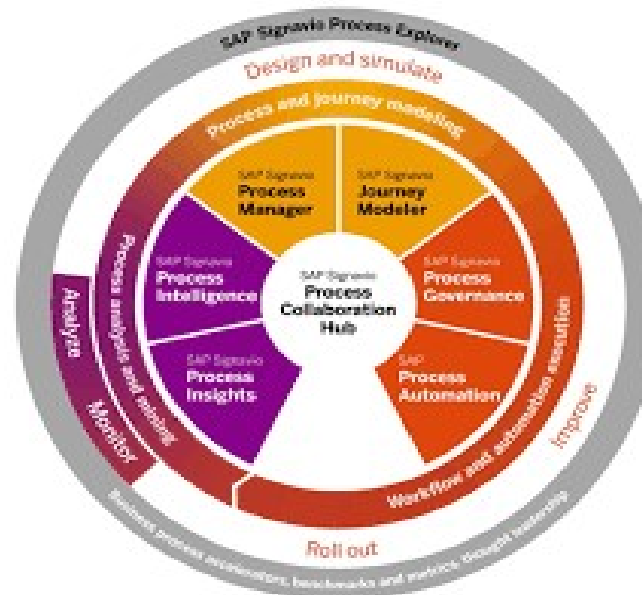 SAP Signavio Process Explorer
Design and simulate
Process and journey modeling
SAP Signavio
Process
Manager
SAP Signavio
Journey
Modeler
SAP Signavio
Process
Intelligence
SAP Signavio
Process
Collaboration
Hub
SAP Signavio
Process
Governance
SAP Signavio
Process
Insights
SAP
Process
Automation
Process analysis and mining
Analyze
Monitor
Workflow and automation execution
Improve
Roll out
Business process accelerators, benchmarks and metrics, thought leadership